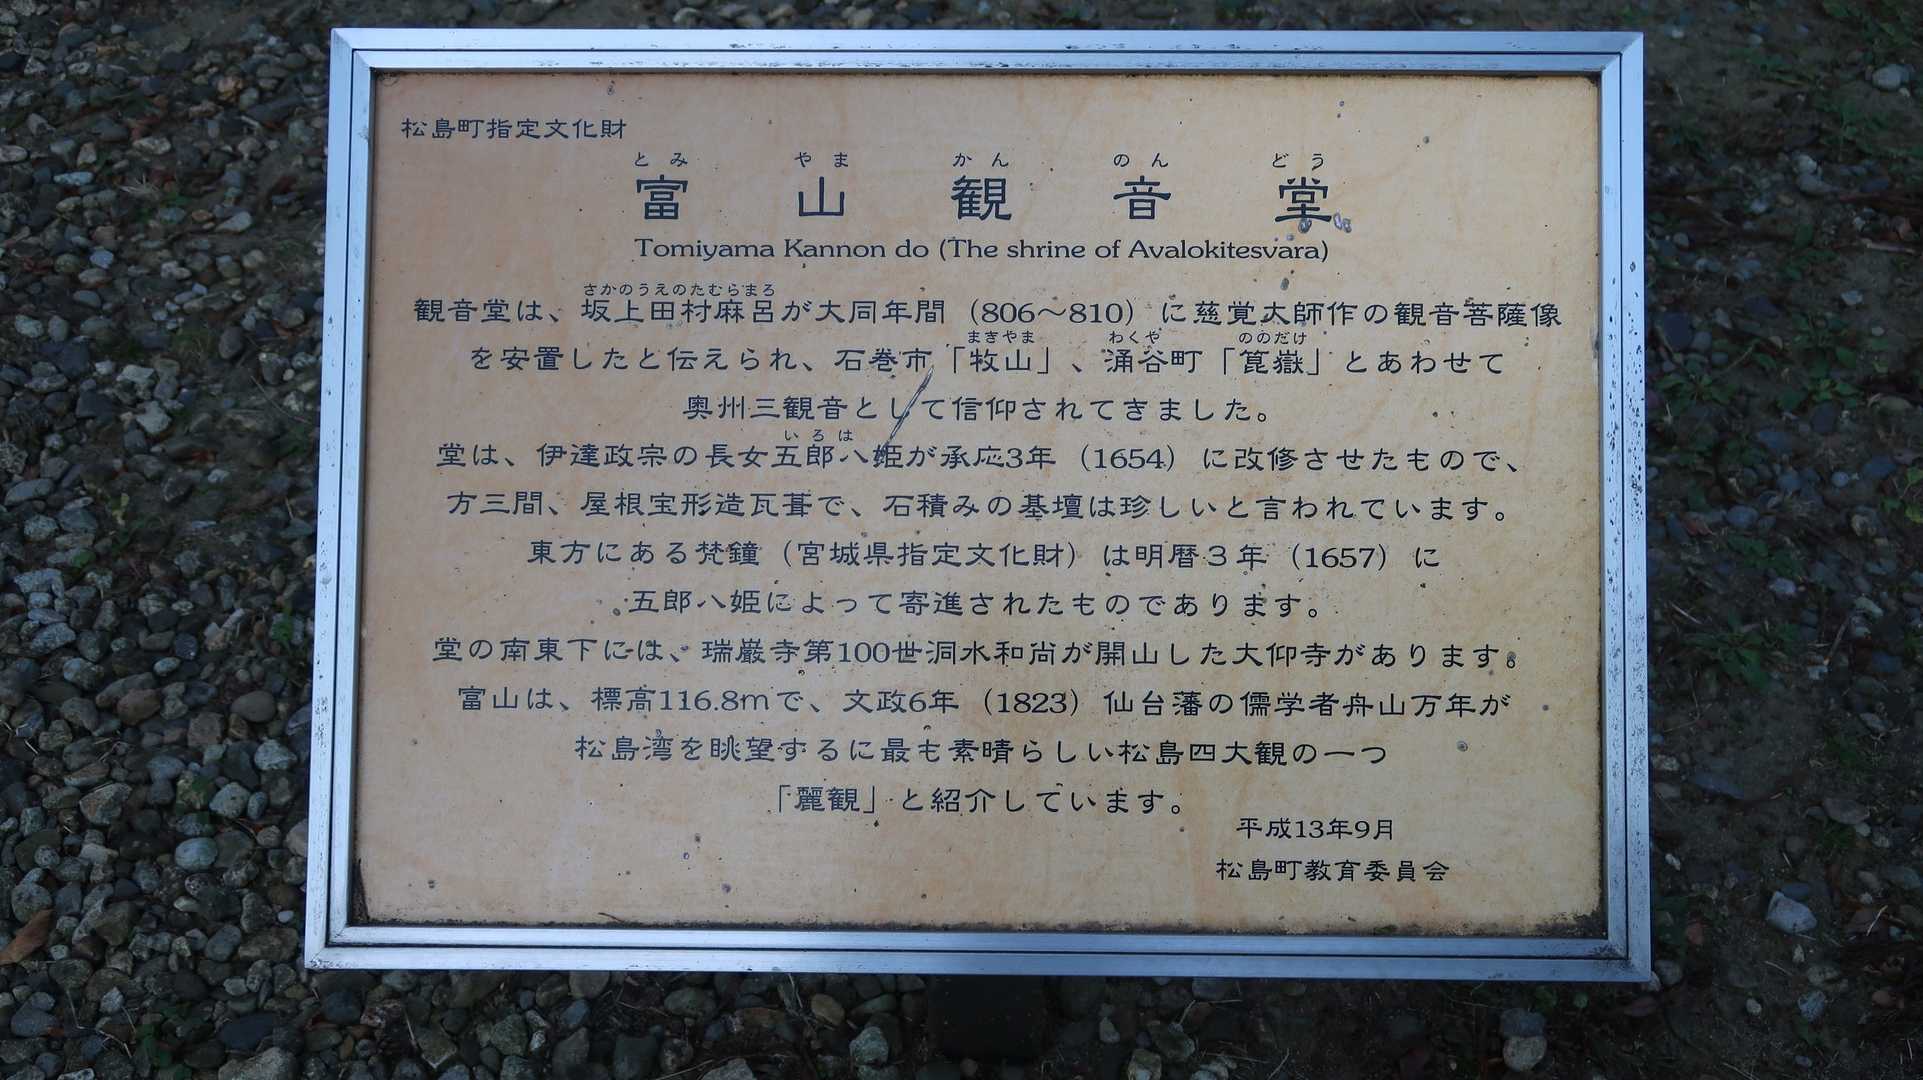 松島町指定文化財
とみ やま かん のん どう
富山観音堂
Tomiyama Kannon do (The shrine of Avalokitesvara)
さかのうえのたむらまろ
観音堂は、坂上田村麻呂が大同年間（806～810）に慈覚大師作の観音菩薩像
まきやま わくや ののだけ
を安置したと伝えられ、石巻市「牧山」、涌谷町「箟嶽」とあわせて
奥州三観音として信仰されてきました。
いろは
堂は、伊達政宗の長女五郎八姫が承応3年（1654）に改修させたもので、
方三間、屋根宝形造瓦葺で、石積みの基壇は珍しいと言われています。
東方にある梵鐘（宮城県指定文化財）は明暦３年（1657）に
五郎八姫によって寄進されたものであります。
堂の南東下には、瑞巌寺第100世洞水和尚が開山した大仰寺があります。
富山は、標高116.8mで、文政6年（1823）仙台藩の儒学者舟山万年が
松島湾を眺望するに最も素晴らしい松島四大観の一つ
「麗観」と紹介しています。
平成13年9月
松島町教育委員会